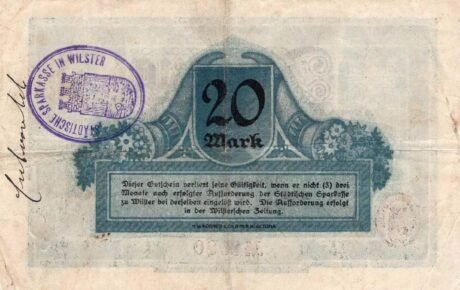 STÄDTISCHE SPARKASSE IN WILSTER
20
Mark
Dieser Gutschein verliert seine Gültigkeit, wenn er nicht (3) drei
Monate nach erfolgter Aufforderung der Städtischen Sparkasse
zu Wilster bei derselben eingelöst wird. Die Aufforderung erfolgt
in der Wilsterschen Zeitung.